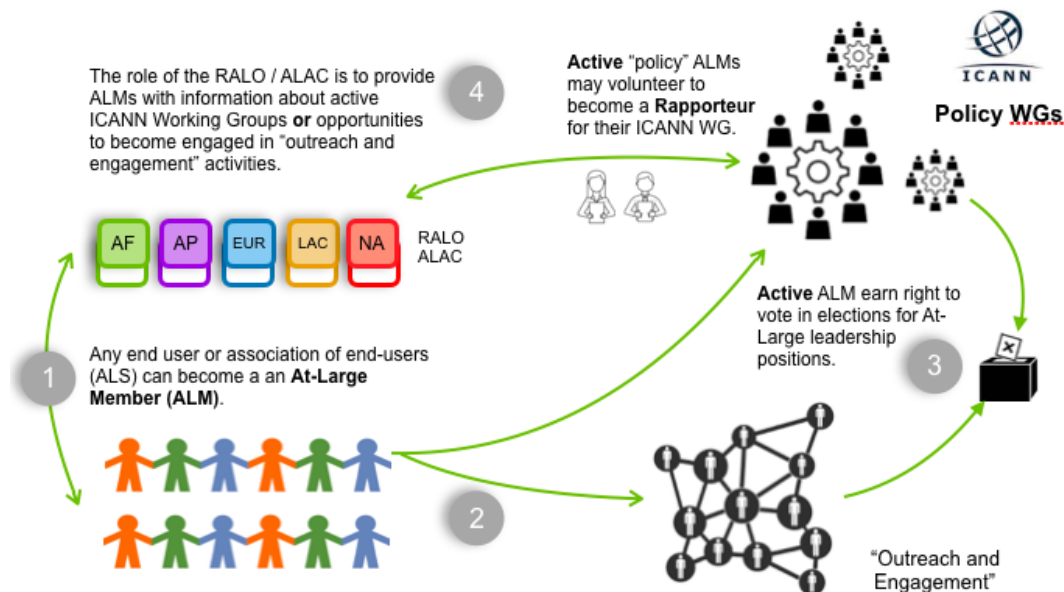 The role of the RALO / ALAC is to provide
ALMs with information about active
ICANN Working Groups or opportunities
to become engaged in “outreach and
engagement” activities.
4
Active “policy” ALMs
may volunteer to
become a Rapporteur
for their ICANN WG.
ICANN
Policy WGs
AF
AP
EUR
LAC
NA
RALO
ALAC
1
Any end user or association of end-users
(ALS) can become a an At-Large
Member (ALM).
Active ALM earn right to
vote in elections for At-
Large leadership
positions.
3
2
“Outreach and
Engagement”